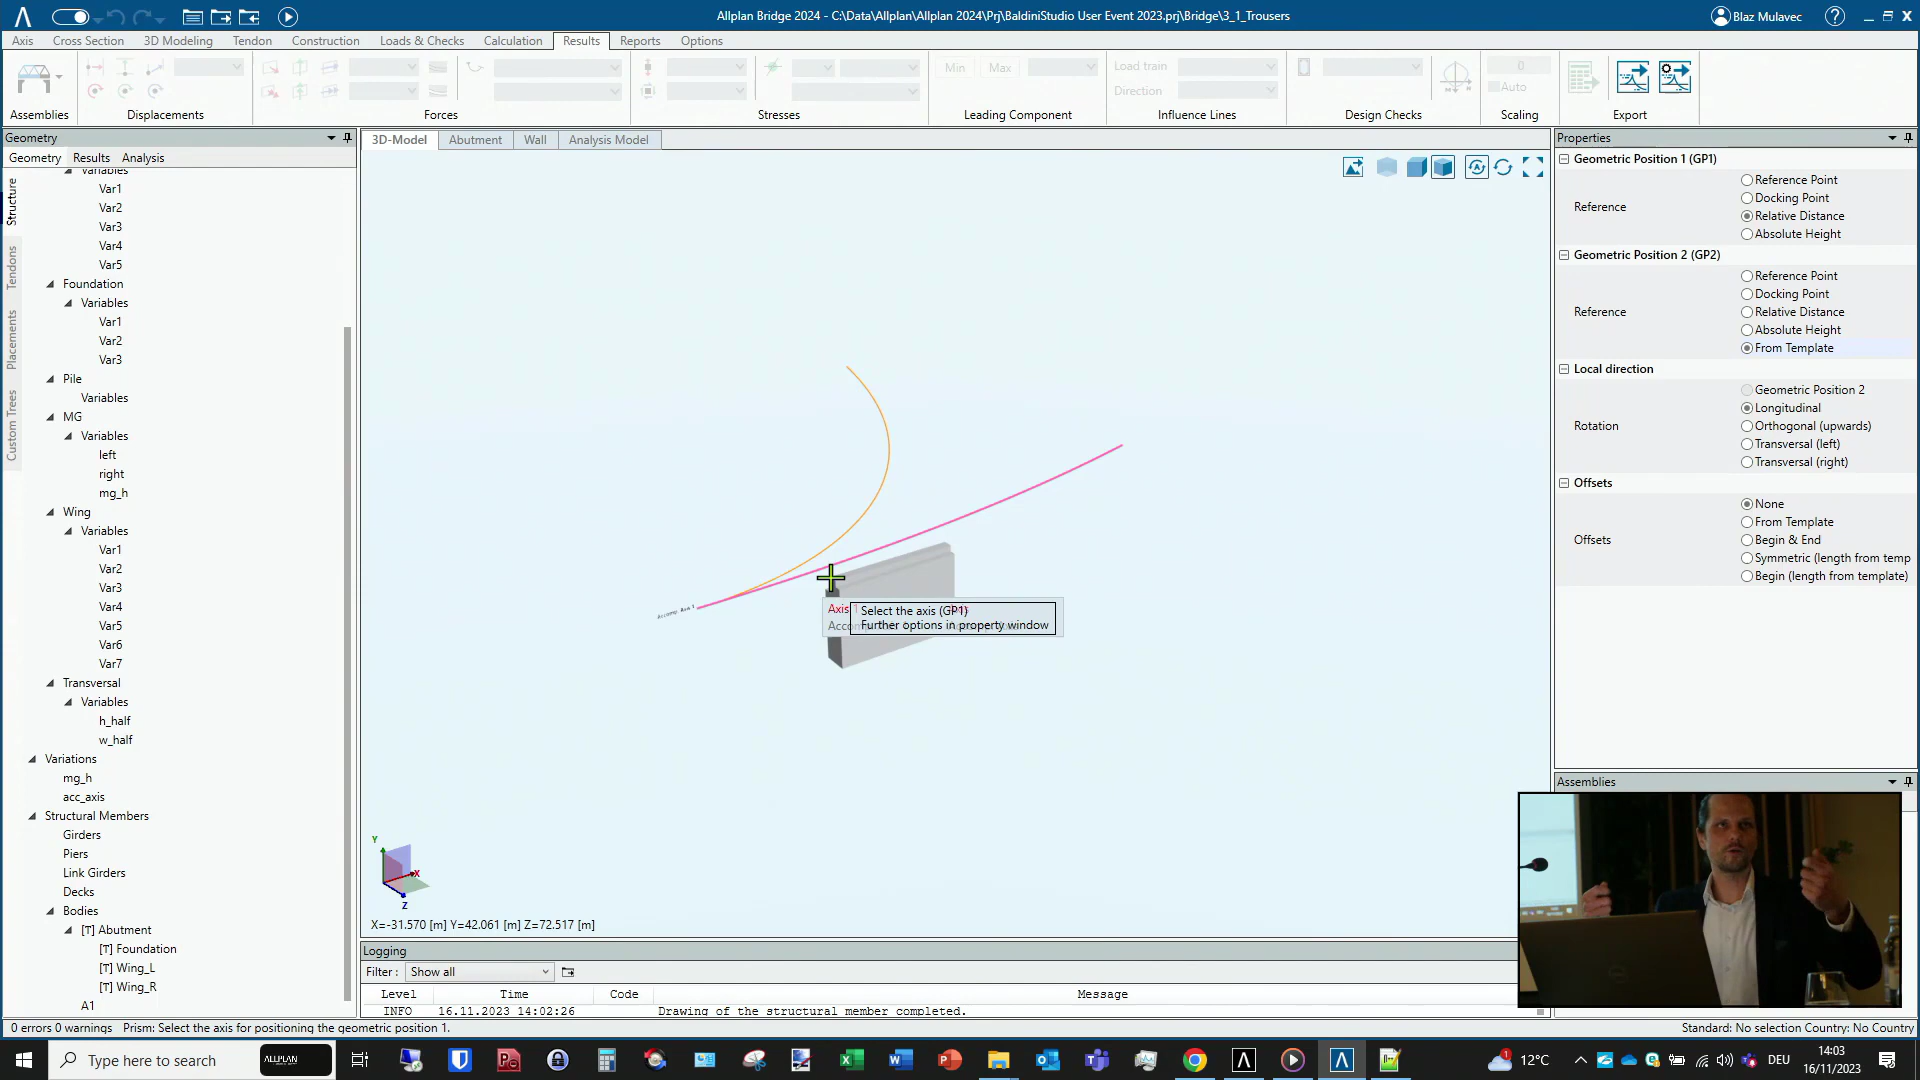 Allplan Bridge 2024 - C:\Data\Allplan\Allplan 2024\Prj\BaldiniStudio User Event 2023.prj\Bridge\3_1_Trousers
Blaz Mulavec
Axis Cross Section 3D Modeling Tendon Construction Loads & Checks Calculation Results Reports Options
Min Max Load train 0
Direction Auto
Assemblies Displacements Forces Stresses Leading Component Influence Lines Design Checks Scaling Export
Geometry
Geometry Results Analysis
Structure
Tendons
Placements
Custom Trees
Variables
Var1
Var2
Var3
Var4
Var5
Foundation
Variables
Var1
Var2
Var3
Pile
Variables
MG
Variables
left
right
mg_h
Wing
Variables
Var1
Var2
Var3
Var4
Var5
Var6
Var7
Transversal
Variables
h_half
w_half
Variations
mg_h
acc_axis
Structural Members
Girders
Piers
Link Girders
Decks
Bodies
[T] Abutment
[T] Foundation
[T] Wing_L
[T] Wing_R
A1
3D-Model Abutment Wall Analysis Model
Accomp Axis 1
Axis 1
Select the axis (GP1)
Further options in property window
Y
X
Z
X=-31.570 [m] Y=42.061 [m] Z=72.517 [m]
Logging
Filter : Show all
Level Time Code Message
INFO 16.11.2023 14:02:26 Drawing of the structural member completed.
Properties
Geometric Position 1 (GP1)
Reference
Reference Point
Docking Point
Relative Distance
Absolute Height
Geometric Position 2 (GP2)
Reference
Reference Point
Docking Point
Relative Distance
Absolute Height
From Template
Local direction
Rotation
Geometric Position 2
Longitudinal
Orthogonal (upwards)
Transversal (left)
Transversal (right)
Offsets
Offsets
None
From Template
Begin & End
Symmetric (length from temp
Begin (length from template)
Assemblies
0 errors 0 warnings Prism: Select the axis for positioning the geometric position 1.
Standard: No selection Country: No Country
Type here to search
ALLPLAN
12°C
DEU
14:03
16/11/2023